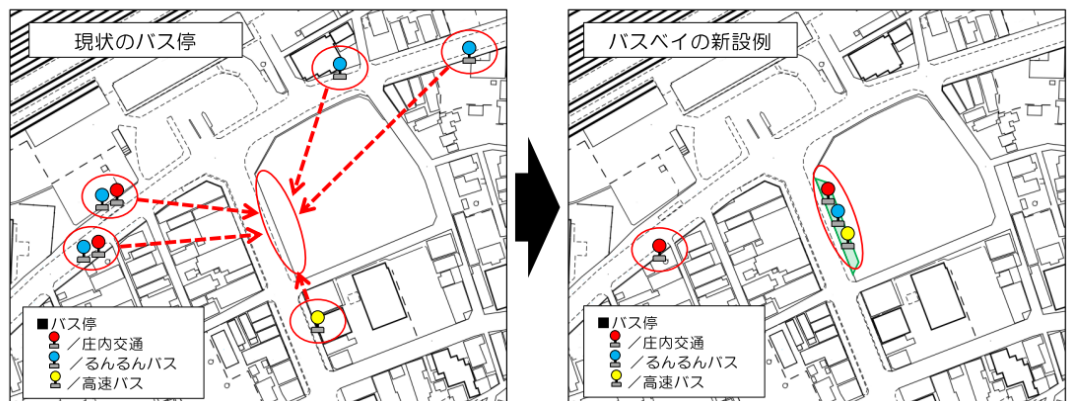 現状のバス停
■バス停
／庄内交通
／るんるんバス
／高速バス
バスベイの新設例
■バス停
／庄内交通
／るんるんバス
／高速バス